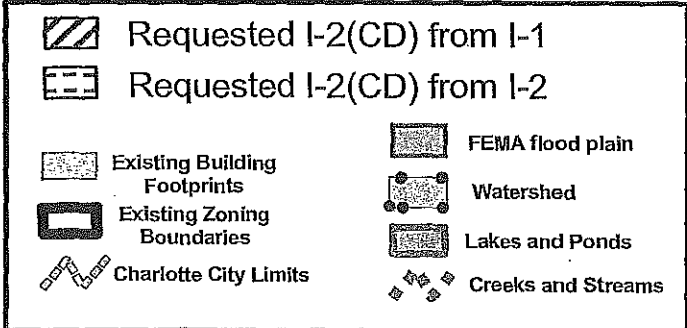 Requested I-2(CD) from I-1
Requested I-2(CD) from I-2
Existing Building
Footprints
Existing Zoning
Boundaries
Charlotte City Limits
FEMA flood plain
Watershed
Lakes and Ponds
Creeks and Streams